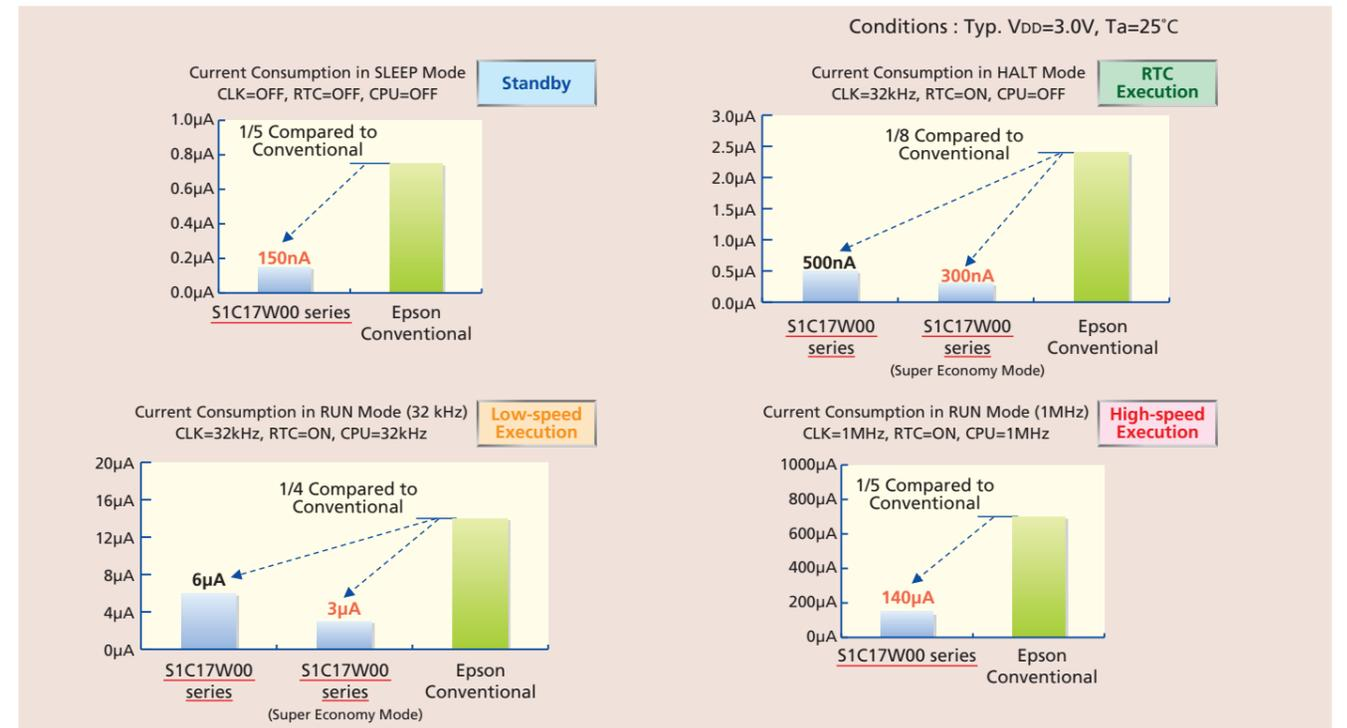 Conditions : Typ. VDD=3.0V, Ta=25˚C
Current Consumption in SLEEP Mode
CLK=OFF, RTC=OFF, CPU=OFF
Standby
1.0µA
0.8µA
0.6µA
0.4µA
0.2µA
0.0µA
1/5 Compared to
Conventional
150nA
S1C17W00 series
Epson
Conventional
Current Consumption in HALT Mode
CLK=32kHz, RTC=ON, CPU=OFF
RTC
Execution
3.0µA
2.5µA
2.0µA
1.5µA
1.0µA
0.5µA
0.0µA
1/8 Compared to
Conventional
500nA
300nA
S1C17W00
series
S1C17W00
series
(Super Economy Mode)
Epson
Conventional
Current Consumption in RUN Mode (32 kHz)
CLK=32kHz, RTC=ON, CPU=32kHz
Low-speed
Execution
20µA
16µA
12µA
8µA
4µA
0µA
1/4 Compared to
Conventional
6µA
3µA
S1C17W00
series
S1C17W00
series
(Super Economy Mode)
Epson
Conventional
Current Consumption in RUN Mode (1MHz)
CLK=1MHz, RTC=ON, CPU=1MHz
High-speed
Execution
1000µA
800µA
600µA
400µA
200µA
0µA
1/5 Compared to
Conventional
140µA
S1C17W00 series
Epson
Conventional